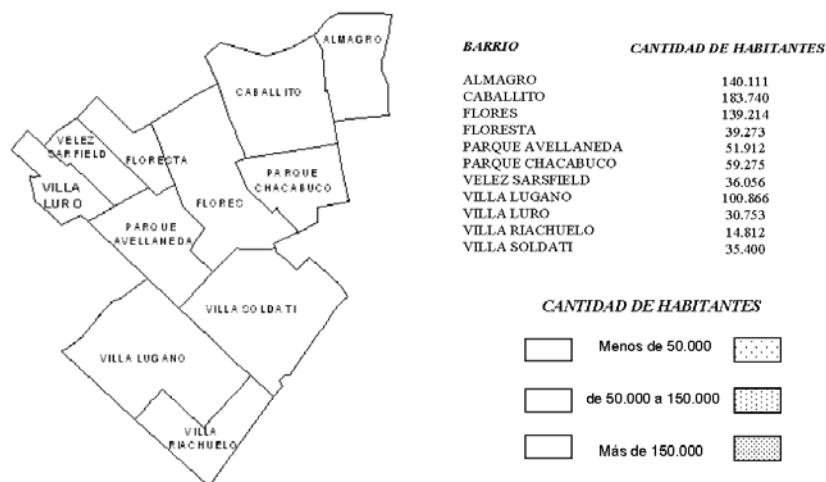 ALMAGRO
CABALLITO
VELEZ
SARFIELD
FLORESTA
PARQUE
CHACABUCO
VILLA
LURO
FLORES
PARQUE
AVELLANEDA
VILLA SOLDATI
VILLA LUGANO
VILLA
RIACHUELO
BARRIO CANTIDAD DE HABITANTES
ALMAGRO 140.111
CABALLITO 183.740
FLORES 139.214
FLORESTA 39.273
PARQUE AVELLANEDA 51.912
PARQUE CHACABUCO 59.275
VELEZ SARSFIELD 36.056
VILLA LUGANO 100.866
VILLA LURO 30.753
VILLA RIACHUELO 14.812
VILLA SOLDATI 35.400
CANTIDAD DE HABITANTES
Menos de 50.000
de 50.000 a 150.000
Más de 150.000